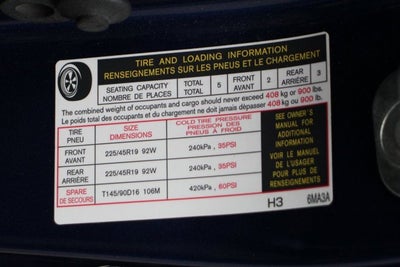 TIRE AND LOADING INFORMATION
RENSEIGNEMENTS SUR LES PNEUS ET LE CHARGEMENT
SEATING CAPACITY TOTAL 5 FRONT 2 REAR 3
NOMBRE DE PLACES TOTAL AVANT ARRIÈRE
The combined weight of occupants and cargo should never exceed 408 kg or 900 lbs.
Le poids total des occupants et du chargement ne doit jamais dépasser 408 kg ou 900 lbs.
TIRE SIZE COLD TIRE PRESSURE
PNEU DIMENSIONS PRESSION DES PNEUS À FROID
FRONT
AVANT 225/45R19 92W 240kPa , 35PSI
REAR
ARRIÈRE 225/45R19 92W 240kPa , 35PSI
SPARE
DE SECOURS T145/90D16 106M 420kPa , 60PSI
SEE OWNER'S
MANUAL FOR
ADDITIONAL
INFORMATION
VOIR LE MANUEL
DE L'USAGER
POUR PLUS DE
RENSEIGNEMENTS
H3 6MA3A